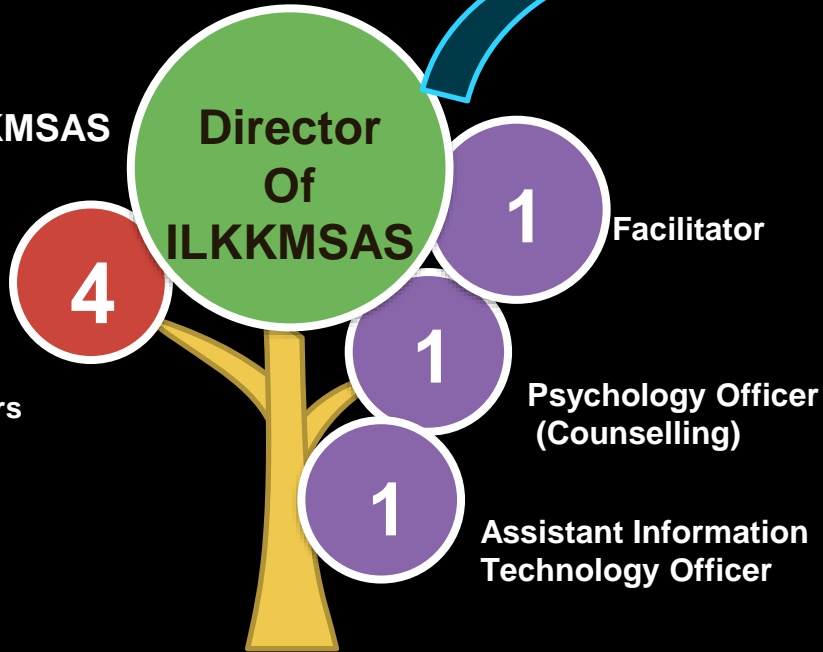 KMSAS
Director
Of
ILKKMSAS
4
1
Facilitator
1
Psychology Officer
(Counselling)
rs
1
Assistant Information
Technology Officer